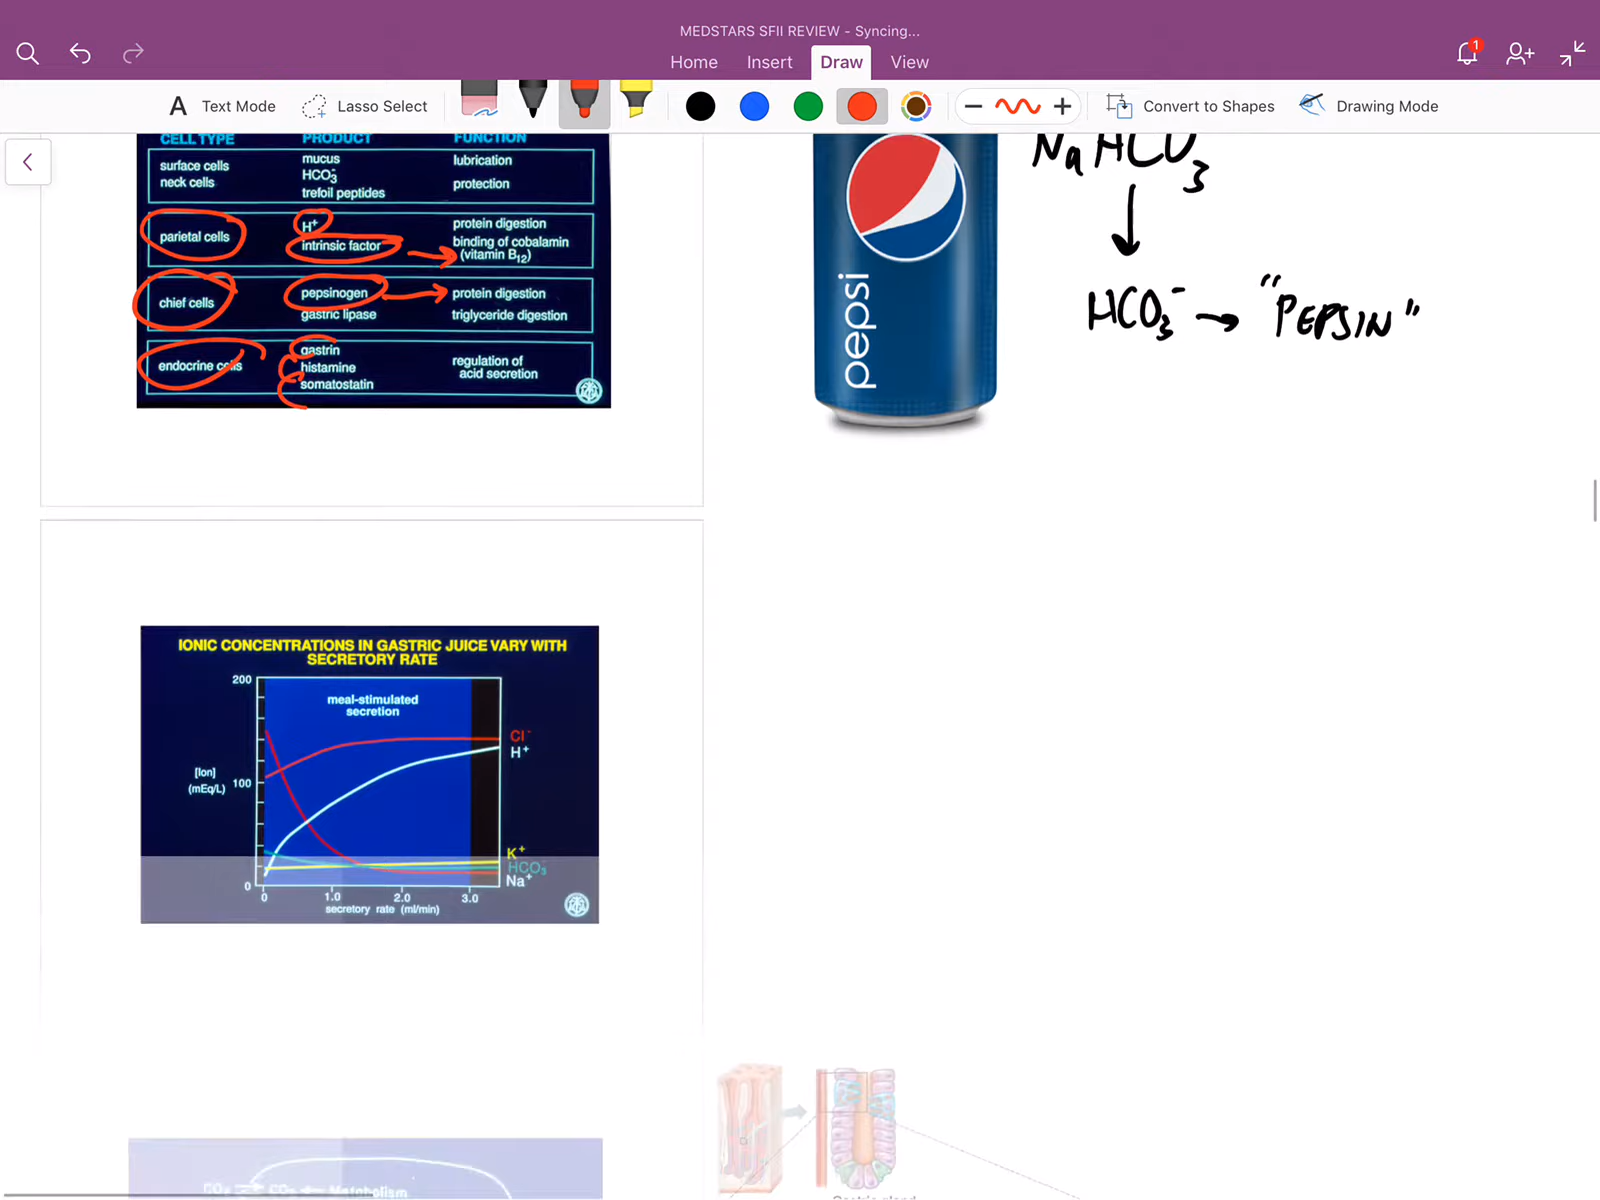 MEDSTARS SFII REVIEW - Syncing...
Home Insert Draw View
1
A Text Mode Lasso Select Convert to Shapes Drawing Mode
CELL TYPE PRODUCT FUNCTION
surface cells
neck cells
mucus
HCO3-
trefoil peptides
lubrication
protection
parietal cells
H+
intrinsic factor
protein digestion
binding of cobalamin
(vitamin B12)
chief cells
pepsinogen
gastric lipase
protein digestion
triglyceride digestion
endocrine cells
gastrin
histamine
somatostatin
regulation of
acid secretion
pepsi
NaHCO3
HCO3- → "PEPSIN"
IONIC CONCENTRATIONS IN GASTRIC JUICE VARY WITH
SECRETORY RATE
200
meal-stimulated
secretion
Cl-
H+
[Ion]
(mEq/L)
100
K+
HCO3-
Na+
0
0 1.0 2.0 3.0
secretory rate (ml/min)
CO2 CO2 Metabolism